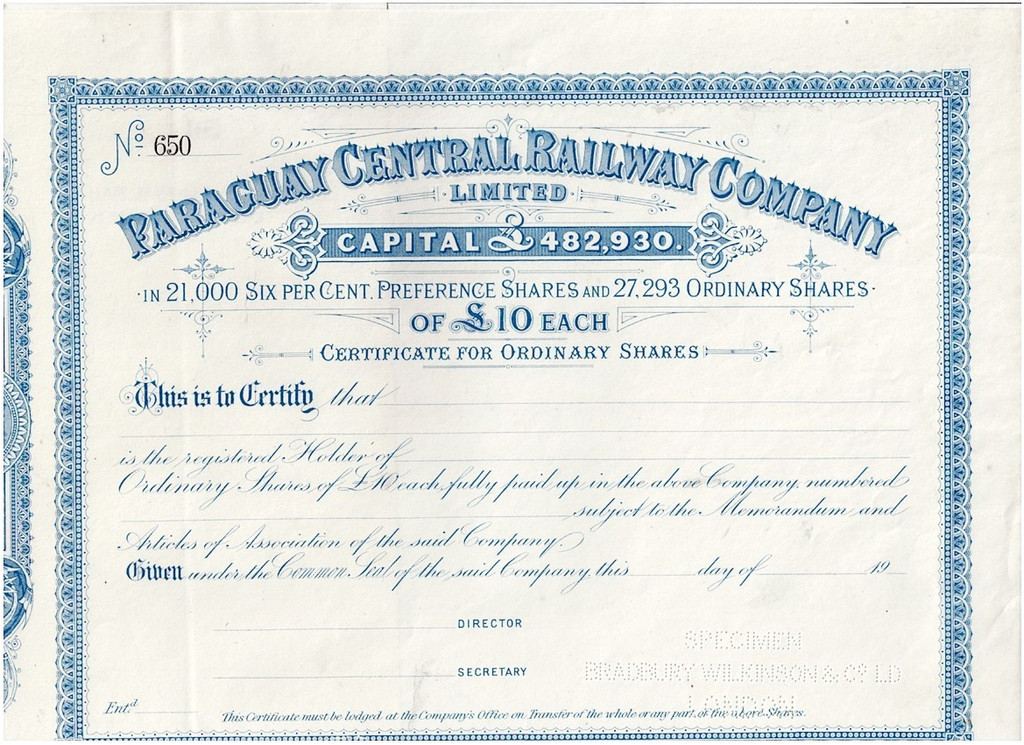 No. 650
PARAGUAY CENTRAL RAILWAY COMPANY
LIMITED
CAPITAL £ 482,930.
IN 21,000 SIX PER CENT. PREFERENCE SHARES AND 27,293 ORDINARY SHARES
OF £10 EACH
CERTIFICATE FOR ORDINARY SHARES
This is to Certify that
is the registered Holder of
Ordinary Shares, of £10 each, fully paid up in the above Company, numbered
subject to the Memorandum and
Articles of Association of the said Company.
Given under the Common Seal of the said Company, this day of 19
DIRECTOR
SPECIMEN
SECRETARY
BRADBURY WILKINSON & Co. LD
LONDON
Ent.d
This Certificate must be lodged at the Company's Office on Transfer of the whole or any part of the above Shares.